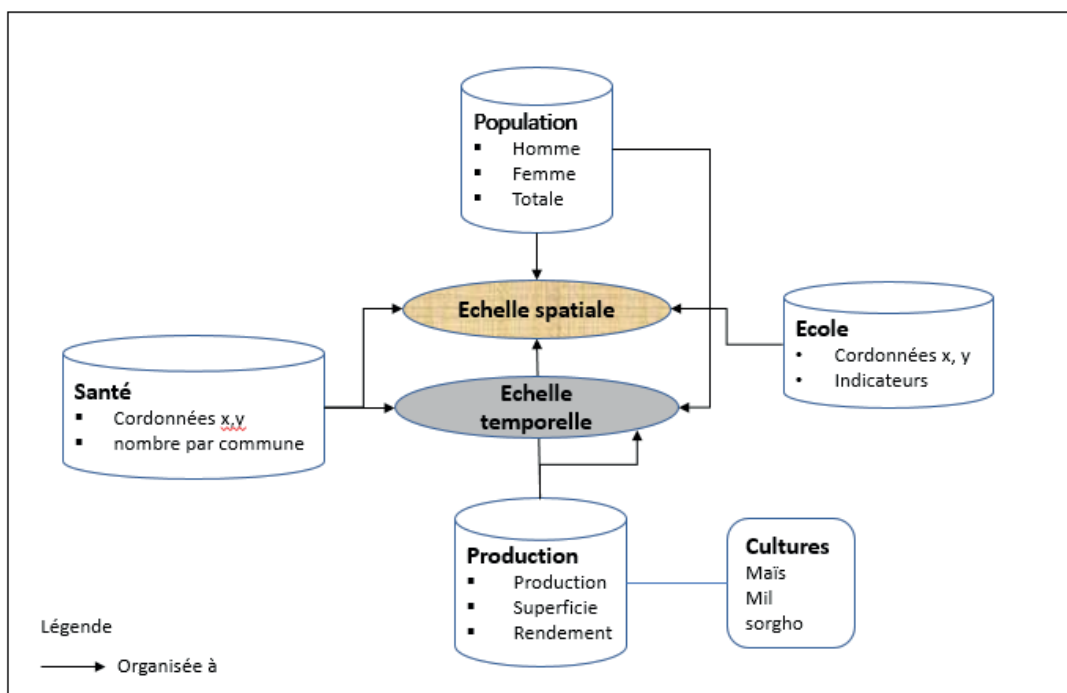 Population
▪ Homme
▪ Femme
▪ Totale
Echelle spatiale
Ecole
• Cordonnées x, y
• Indicateurs
Santé
▪ Cordonnées x,y
▪ nombre par commune
Echelle
temporelle
Production
▪ Production
▪ Superficie
▪ Rendement
Cultures
Maïs
Mil
sorgho
Légende
Organisée à